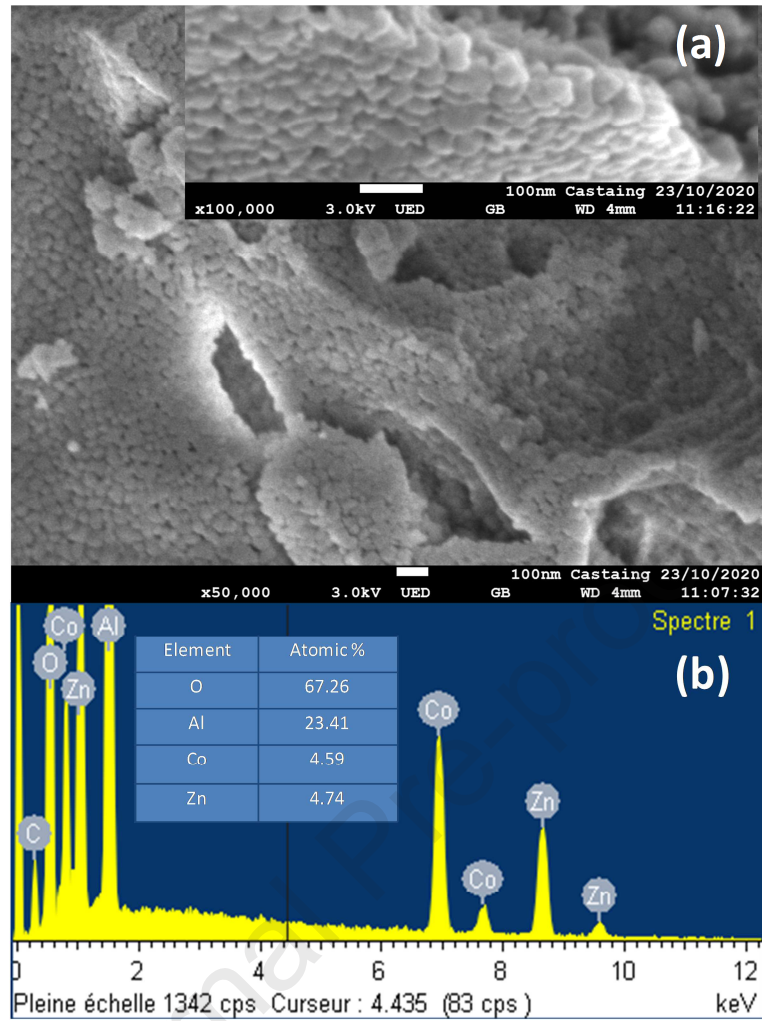 (a)
100nm Castaing 23/10/2020
x100,000 3.0kV UED GB WD 4mm 11:16:22
100nm Castaing 23/10/2020
x50,000 3.0kV UED GB WD 4mm 11:07:32
Spectre 1
(b)
Co Al
O
Zn
C
Element Atomic %
O 67.26
Al 23.41
Co 4.59
Zn 4.74
Co
Zn
Co
Zn
0 2 4 6 8 10 12
Pleine échelle 1342 cps Curseur : 4.435 (83 cps ) keV